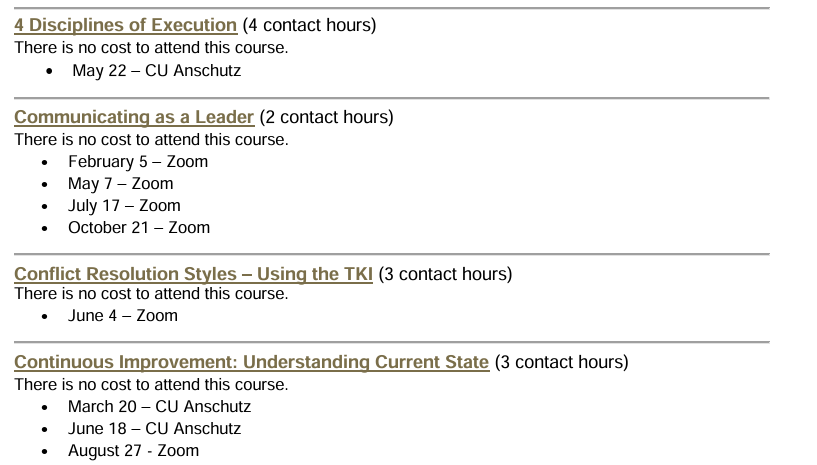 4 Disciplines of Execution (4 contact hours)
There is no cost to attend this course.
• May 22 – CU Anschutz
Communicating as a Leader (2 contact hours)
There is no cost to attend this course.
• February 5 – Zoom
• May 7 – Zoom
• July 17 – Zoom
• October 21 – Zoom
Conflict Resolution Styles – Using the TKI (3 contact hours)
There is no cost to attend this course.
• June 4 – Zoom
Continuous Improvement: Understanding Current State (3 contact hours)
There is no cost to attend this course.
• March 20 – CU Anschutz
• June 18 – CU Anschutz
• August 27 - Zoom